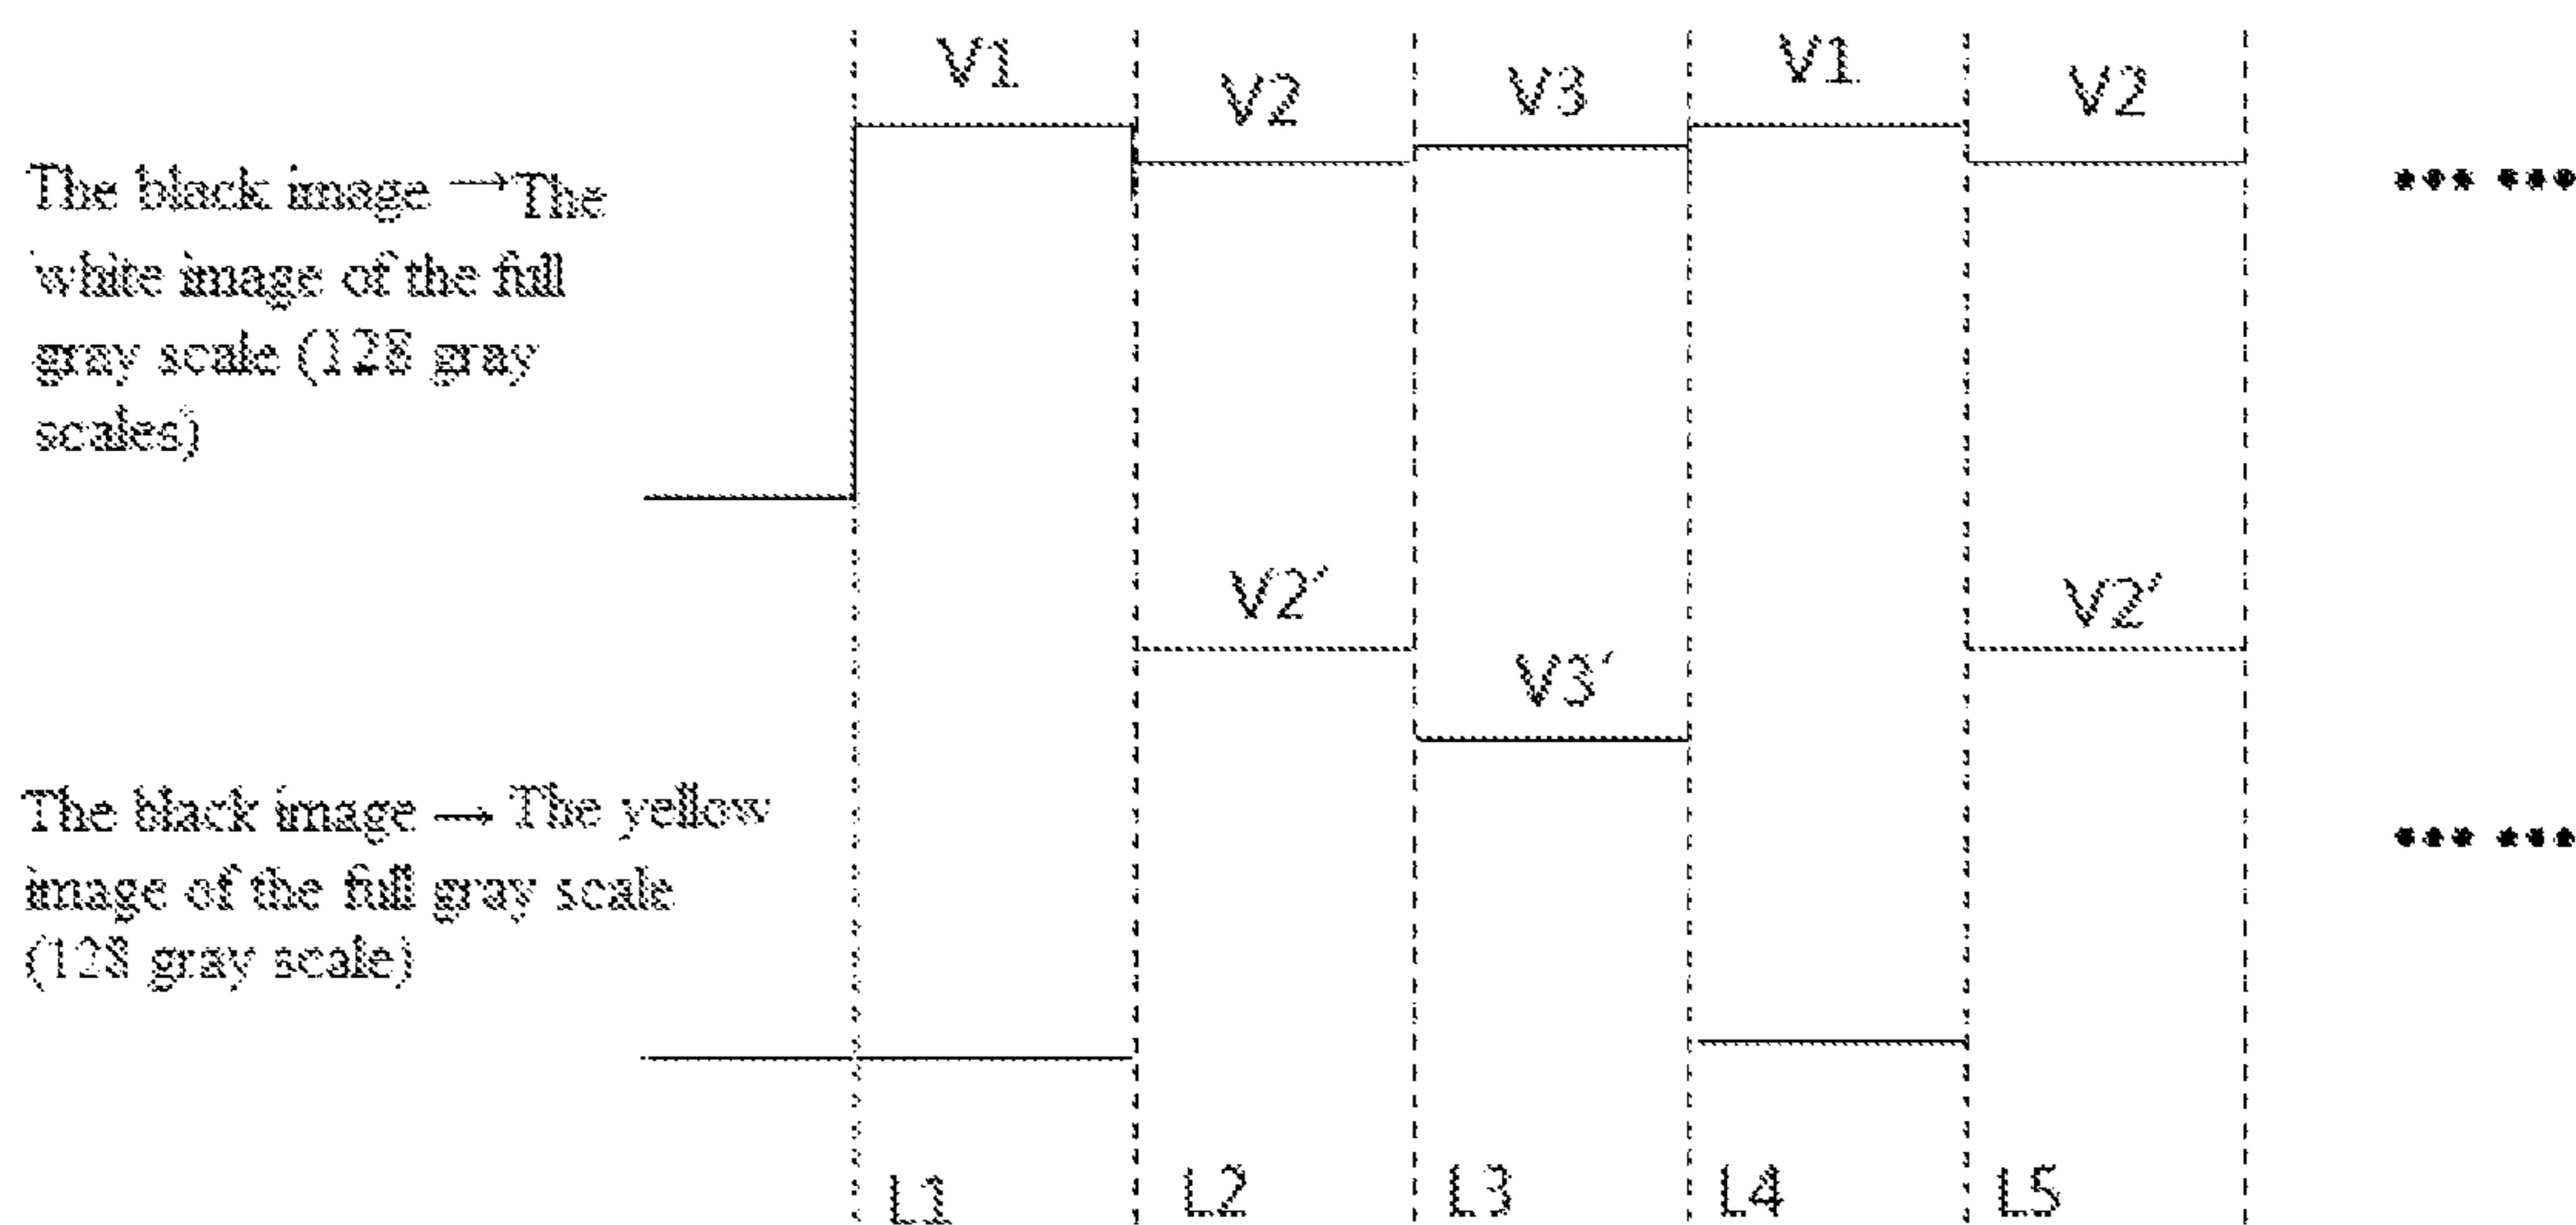 V1 V2 V3 V1 V2
The black image →The
white image of the full
gray scale (128 gray
scales)
V2´ V3´ V2´
The black image → The yellow
image of the full gray scale
(128 gray scale)
L1 L2 L3 L4 L5